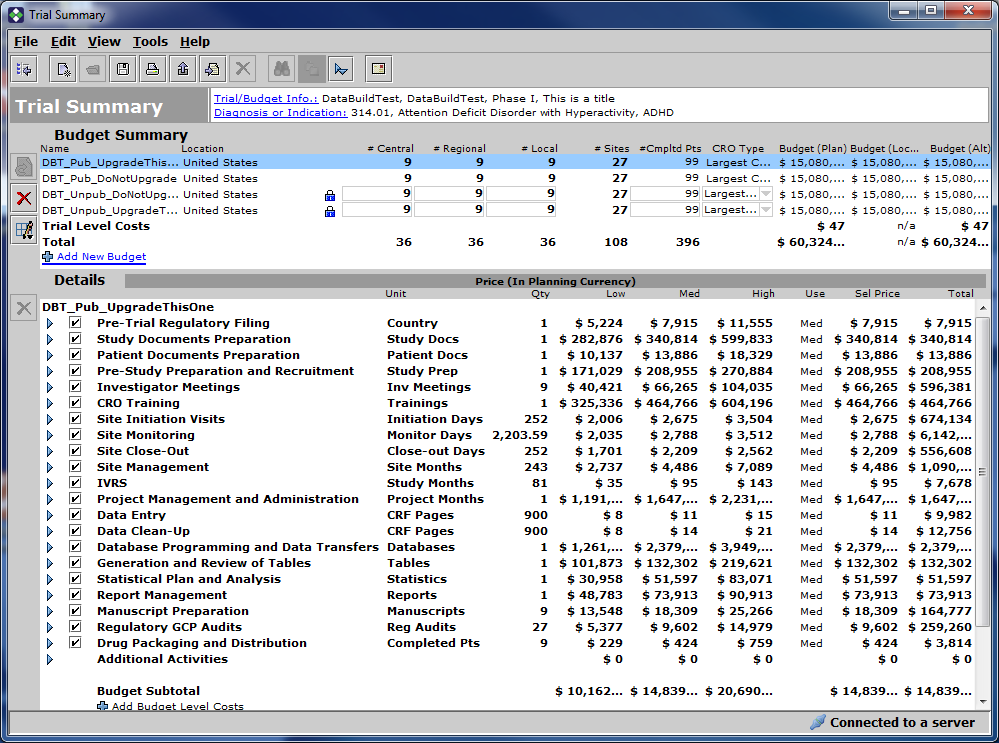 Trial Summary
File Edit View Tools Help
Trial Summary
Trial/Budget Info.: DataBuildTest, DataBuildTest, Phase I, This is a title
Diagnosis or Indication: 314.01, Attention Deficit Disorder with Hyperactivity, ADHD
Budget Summary
Name Location # Central # Regional # Local # Sites #Cmpltd Pts CRO Type Budget (Plan) Budget (Loc... Budget (Alt)
DBT_Pub_UpgradeThis... United States 9 9 9 27 99 Largest C... $ 15,080,... $ 15,080,... $ 15,080,...
DBT_Pub_DoNotUpgrade United States 9 9 9 27 99 Largest C... $ 15,080,... $ 15,080,... $ 15,080,...
DBT_Unpub_DoNotUpg... United States 9 9 9 27 99 Largest... $ 15,080,... $ 15,080,... $ 15,080,...
DBT_Unpub_UpgradeT... United States 9 9 9 27 99 Largest... $ 15,080,... $ 15,080,... $ 15,080,...
Trial Level Costs $ 47 n/a $ 47
Total 36 36 36 108 396 $ 60,324... n/a $ 60,324...
Add New Budget
Details Price (In Planning Currency)
Unit Qty Low Med High Use Sel Price Total
DBT_Pub_UpgradeThisOne
Pre-Trial Regulatory Filing Country 1 $ 5,224 $ 7,915 $ 11,555 Med $ 7,915 $ 7,915
Study Documents Preparation Study Docs 1 $ 282,876 $ 340,814 $ 599,833 Med $ 340,814 $ 340,814
Patient Documents Preparation Patient Docs 1 $ 10,137 $ 13,886 $ 18,329 Med $ 13,886 $ 13,886
Pre-Study Preparation and Recruitment Study Prep 1 $ 171,029 $ 208,955 $ 270,884 Med $ 208,955 $ 208,955
Investigator Meetings Inv Meetings 9 $ 40,421 $ 66,265 $ 104,035 Med $ 66,265 $ 596,381
CRO Training Trainings 1 $ 325,336 $ 464,766 $ 604,196 Med $ 464,766 $ 464,766
Site Initiation Visits Initiation Days 252 $ 2,006 $ 2,675 $ 3,504 Med $ 2,675 $ 674,134
Site Monitoring Monitor Days 2,203.59 $ 2,035 $ 2,788 $ 3,512 Med $ 2,788 $ 6,142,...
Site Close-Out Close-out Days 252 $ 1,701 $ 2,209 $ 2,562 Med $ 2,209 $ 556,608
Site Management Site Months 243 $ 2,737 $ 4,486 $ 7,089 Med $ 4,486 $ 1,090,...
IVRS Study Months 81 $ 35 $ 95 $ 143 Med $ 95 $ 7,678
Project Management and Administration Project Months 1 $ 1,191,... $ 1,647,... $ 2,231,... Med $ 1,647,... $ 1,647,...
Data Entry CRF Pages 900 $ 8 $ 11 $ 15 Med $ 11 $ 9,982
Data Clean-Up CRF Pages 900 $ 8 $ 14 $ 21 Med $ 14 $ 12,756
Database Programming and Data Transfers Databases 1 $ 1,261,... $ 2,379,... $ 3,949,... Med $ 2,379,... $ 2,379,...
Generation and Review of Tables Tables 1 $ 101,873 $ 132,302 $ 219,621 Med $ 132,302 $ 132,302
Statistical Plan and Analysis Statistics 1 $ 30,958 $ 51,597 $ 83,071 Med $ 51,597 $ 51,597
Report Management Reports 1 $ 48,783 $ 73,913 $ 90,913 Med $ 73,913 $ 73,913
Manuscript Preparation Manuscripts 9 $ 13,548 $ 18,309 $ 25,266 Med $ 18,309 $ 164,777
Regulatory GCP Audits Reg Audits 27 $ 5,377 $ 9,602 $ 14,979 Med $ 9,602 $ 259,260
Drug Packaging and Distribution Completed Pts 9 $ 229 $ 424 $ 759 Med $ 424 $ 3,814
Additional Activities $ 0 $ 0 $ 0 $ 0 $ 0
Budget Subtotal $ 10,162... $ 14,839... $ 20,690... $ 14,839... $ 14,839...
Add Budget Level Costs
Connected to a server